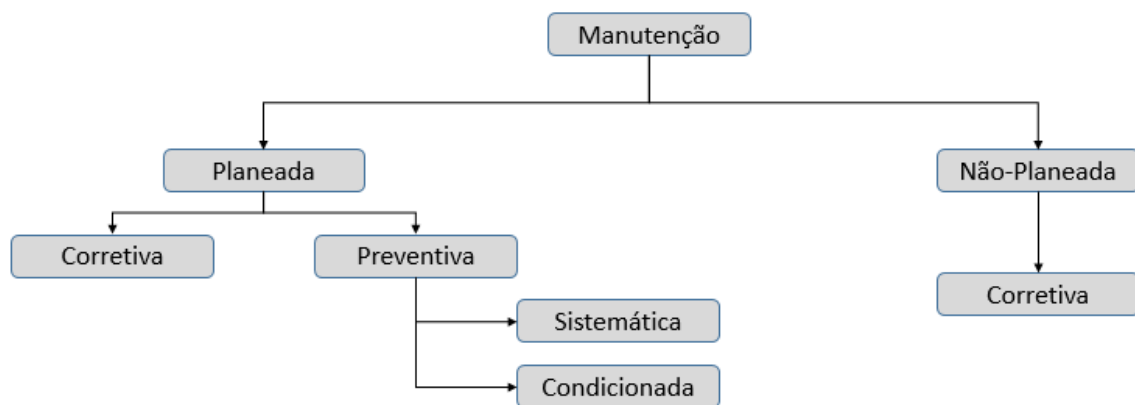 Manutenção
Planeada
Não-Planeada
Corretiva
Preventiva
Corretiva
Sistemática
Condicionada